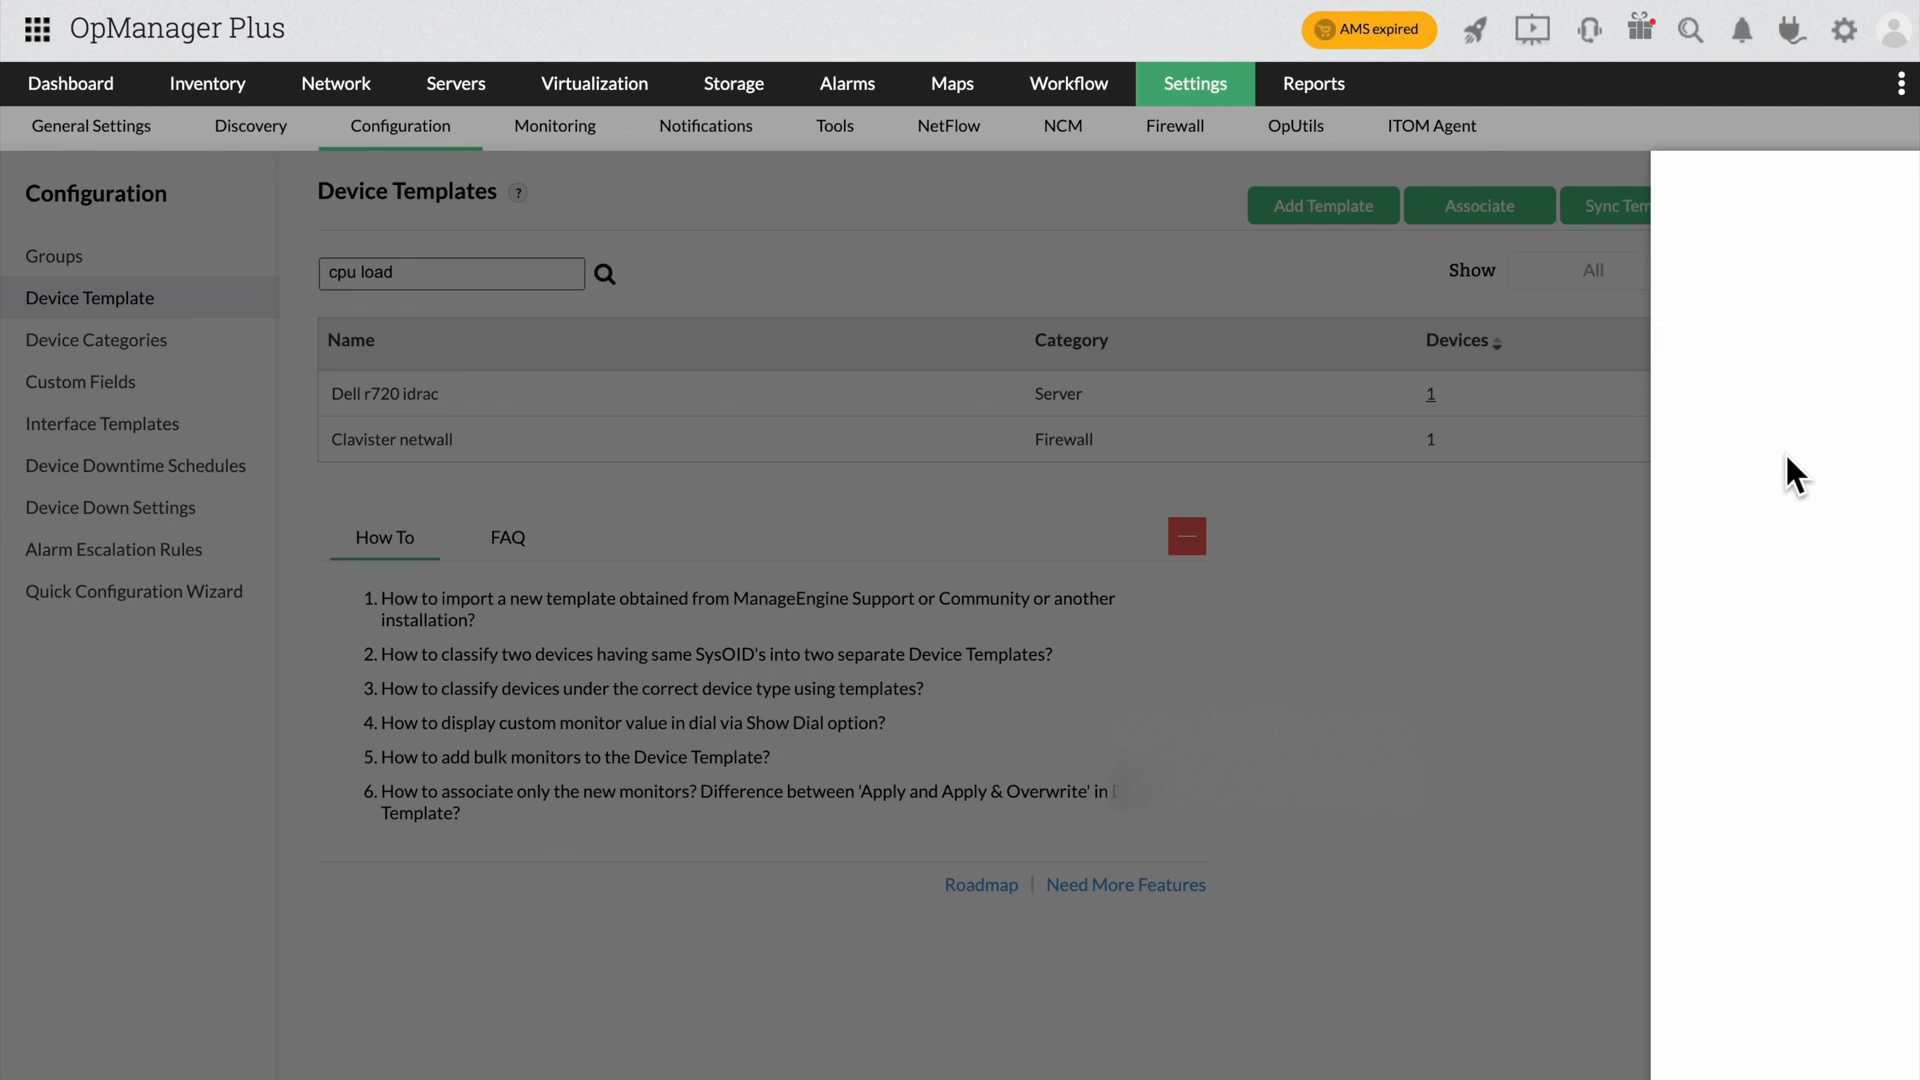 OpManager Plus
AMS expired
Dashboard Inventory Network Servers Virtualization Storage Alarms Maps Workflow Settings Reports
General Settings Discovery Configuration Monitoring Notifications Tools NetFlow NCM Firewall OpUtils ITOM Agent
Configuration
Groups
Device Template
Device Categories
Custom Fields
Interface Templates
Device Downtime Schedules
Device Down Settings
Alarm Escalation Rules
Quick Configuration Wizard
Device Templates ?
Add Template Associate Sync Tem
cpu load
Show All
Name Category Devices
Dell r720 idrac Server 1
Clavister netwall Firewall 1
How To FAQ
1. How to import a new template obtained from ManageEngine Support or Community or another
installation?
2. How to classify two devices having same SysOID's into two separate Device Templates?
3. How to classify devices under the correct device type using templates?
4. How to display custom monitor value in dial via Show Dial option?
5. How to add bulk monitors to the Device Template?
6. How to associate only the new monitors? Difference between 'Apply and Apply & Overwrite' in
Template?
Roadmap | Need More Features